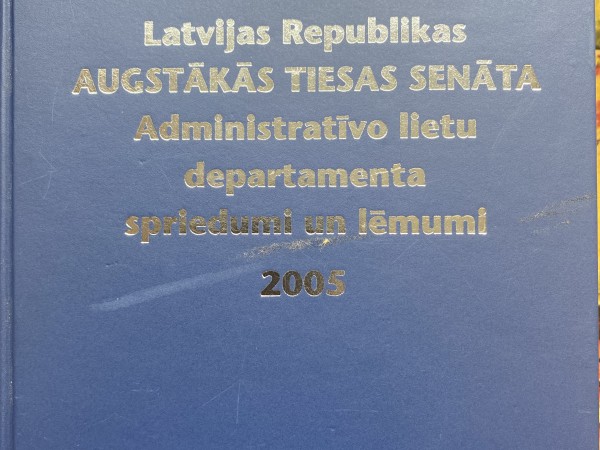 Latvijas Republikas
AUGSTĀKĀS TIESAS SENĀTA
Administratīvo lietu
departamenta
spriedumi un lēmumi
2005